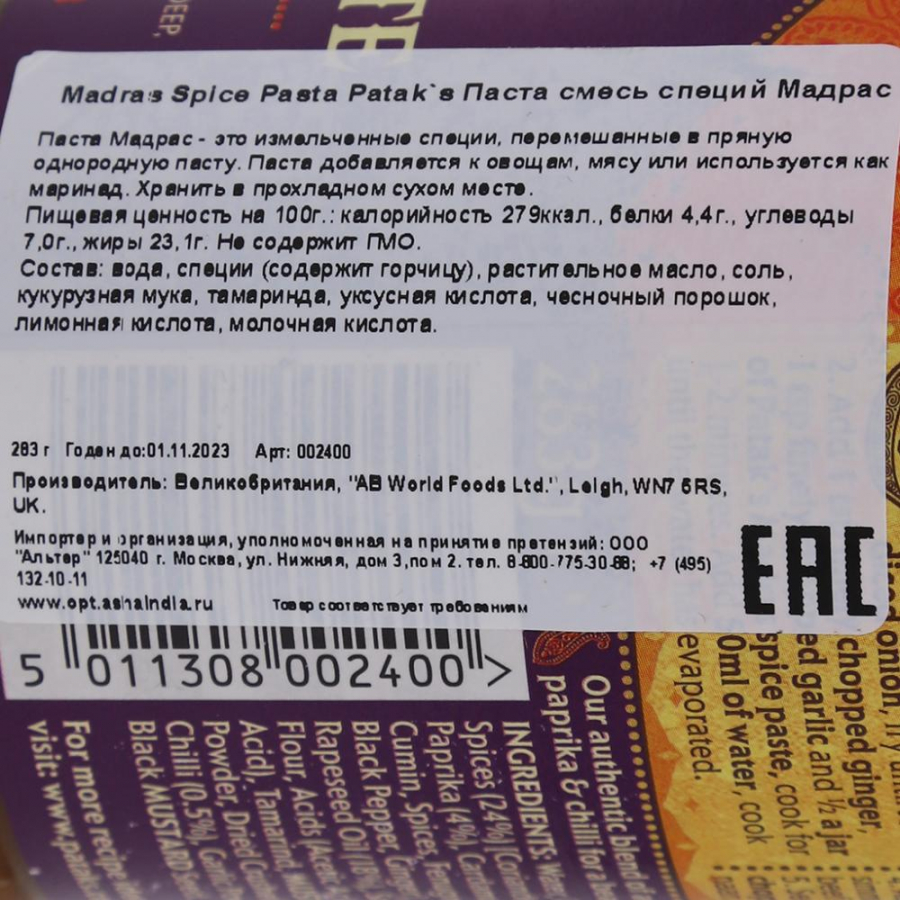 Madras Spice Pasta Patak`s Паста смесь специй Мадрас
Паста Мадрас - это измельченные специи, перемешанные в пряную
однородную пасту. Паста добавляется к овощам, мясу или используется как
маринад. Хранить в прохладном сухом месте.
Пищевая ценность на 100г.: калорийность 279ккал., белки 4,4г., углеводы
7,0г., жиры 23,1г. Не содержит ГМО.
Состав: вода, специи (содержит горчицу), растительное масло, соль,
кукурузная мука, тамаринда, уксусная кислота, чесночный порошок,
лимонная кислота, молочная кислота.
283 г Годен до:01.11.2023 Арт: 002400
Производитель: Великобритания, "AB World Foods Ltd.", Leigh, WN7 5RS,
UK.
Импортер и организация, уполномоченная на принятие претензий: ООО
"Альтер" 125040 г. Москва, ул. Нижняя, дом 3, пом 2. тел. 8-800-775-30-88; +7 (495)
132-10-11
www.opt.ashaindia.ru Товар соответствует требованиям
EAC
5 011308 002400 >
DEEP,
onion,
chopped ginger,
ed garlic and ½ a jar
spice paste, cook for
0ml of water, cook
evaporated.
Our authentic blend of
paprika & chilli for a
INGREDIENTS:
Spices (24%)
Paprika (4%),
Cumin, Spices,
Black Pepper,
Rapeseed Oil
Flour, Acids
Acid), Tamarind
Powder, Dried
Chilli (0.5%),
Black MUSTARD
For more recipe
visit: www.